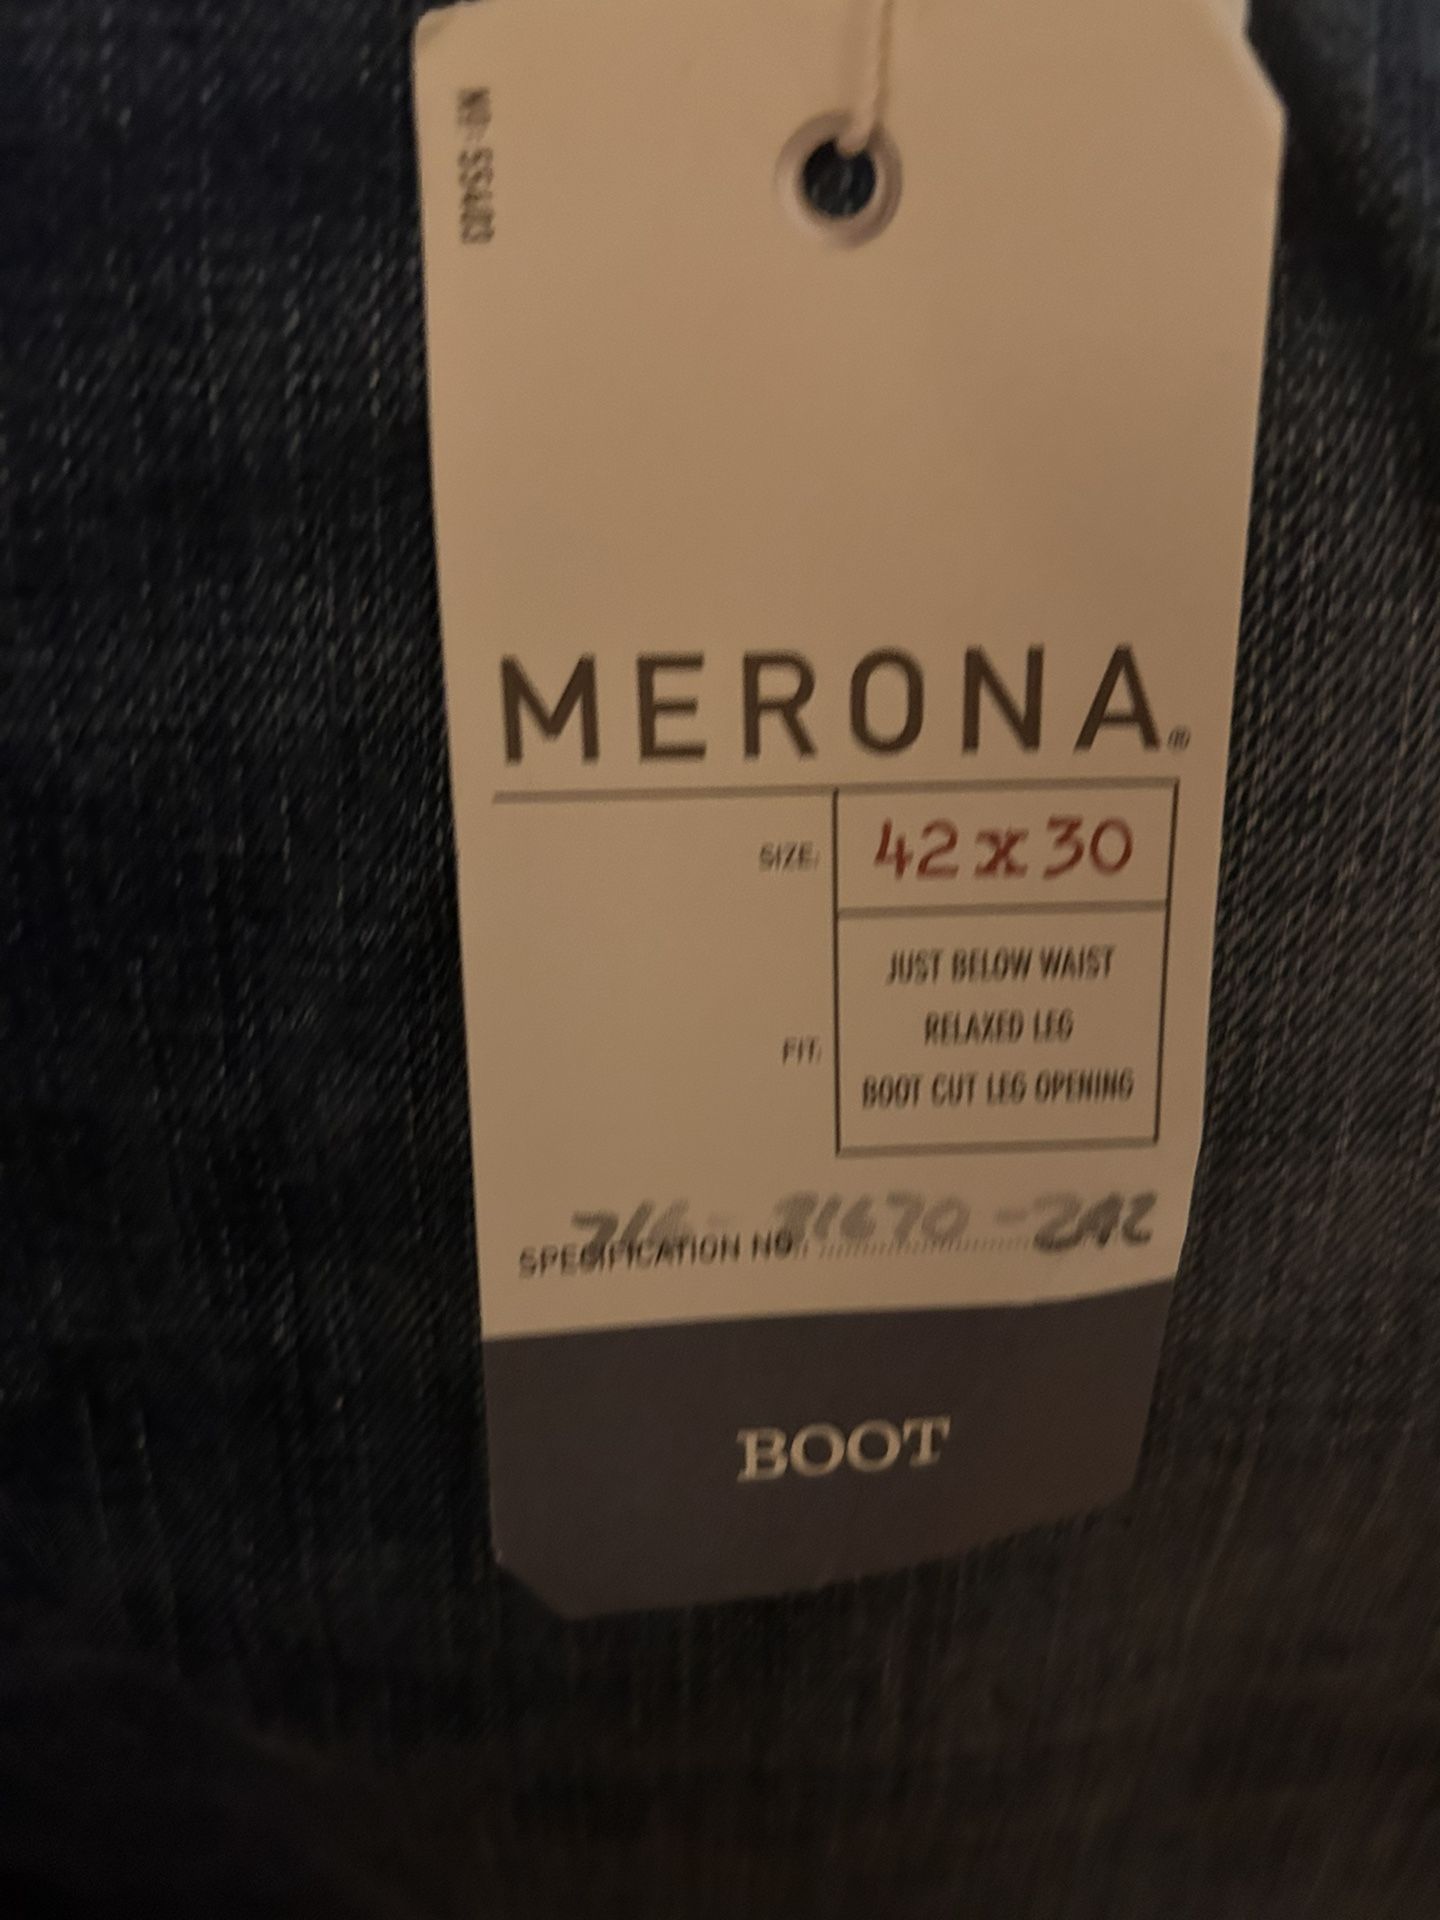 MERONA®
SIZE: 42 x 30
FIT: JUST BELOW WAIST
RELAXED LEG
BOOT CUT LEG OPENING
SPECIFICATION NO.
BOOT